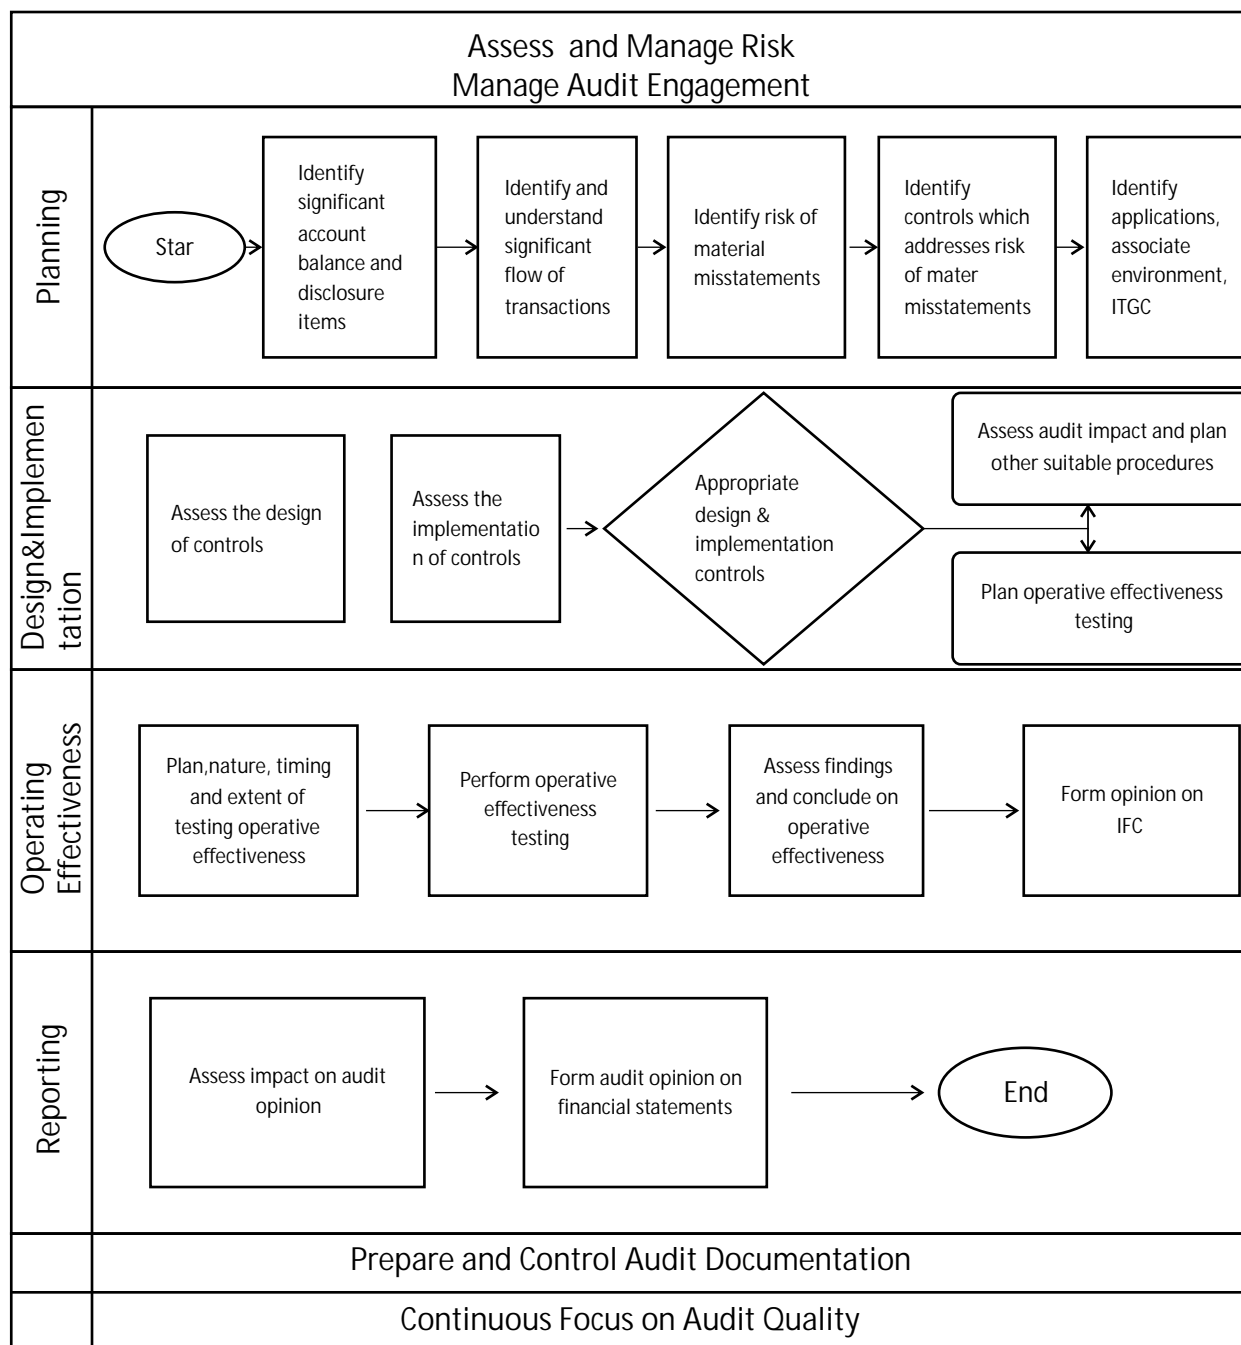 Assess and Manage Risk
Manage Audit Engagement
Planning
Star
Identify
significant
account
balance and
disclosure
items
Identify and
understand
significant
flow of
transactions
Identify risk of
material
misstatements
Identify
controls which
addresses risk
of mater
misstatements
Identify
applications,
associate
environment,
ITGC
Design&Implemen
tation
Assess the design
of controls
Assess the
implementatio
n of controls
Appropriate
design &
implementation
controls
Assess audit impact and plan
other suitable procedures
Plan operative effectiveness
testing
Operating
Effectiveness
Plan,nature, timing
and extent of
testing operative
effectiveness
Perform operative
effectiveness
testing
Assess findings
and conclude on
operative
effectiveness
Form opinion on
IFC
Reporting
Assess impact on audit
opinion
Form audit opinion on
financial statements
End
Prepare and Control Audit Documentation
Continuous Focus on Audit Quality